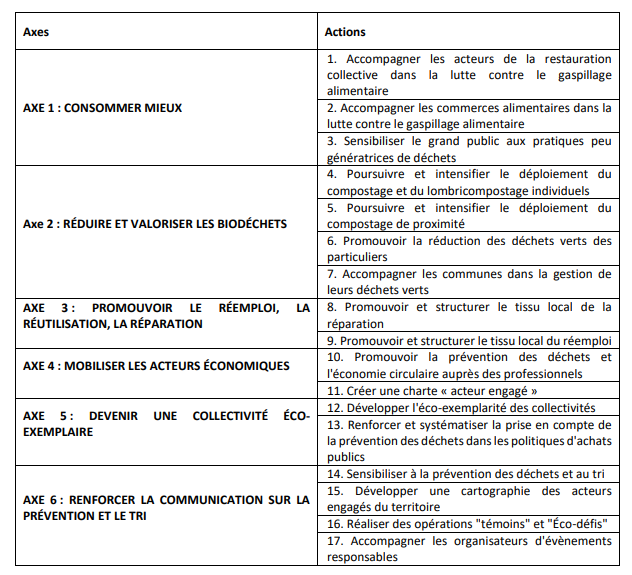 Axes
Actions
AXE 1 : CONSOMMER MIEUX
1. Accompagner les acteurs de la restauration
collective dans la lutte contre le gaspillage
alimentaire
2. Accompagner les commerces alimentaires dans la
lutte contre le gaspillage alimentaire
3. Sensibiliser le grand public aux pratiques peu
génératrices de déchets
Axe 2 : RÉDUIRE ET VALORISER LES BIODÉCHETS
4. Poursuivre et intensifier le déploiement du
compostage et du lombricompostage individuels
5. Poursuivre et intensifier le déploiement du
compostage de proximité
6. Promouvoir la réduction des déchets verts des
particuliers
7. Accompagner les communes dans la gestion de
leurs déchets verts
AXE 3 : PROMOUVOIR LE RÉEMPLOI, LA
RÉUTILISATION, LA RÉPARATION
8. Promouvoir et structurer le tissu local de la
réparation
9. Promouvoir et structurer le tissu local du réemploi
AXE 4 : MOBILISER LES ACTEURS ÉCONOMIQUES
10. Promouvoir la prévention des déchets et
l'économie circulaire auprès des professionnels
11. Créer une charte « acteur engagé »
AXE 5 : DEVENIR UNE COLLECTIVITÉ ÉCO-
EXEMPLAIRE
12. Développer l'éco-exemplarité des collectivités
13. Renforcer et systématiser la prise en compte de
la prévention des déchets dans les politiques d'achats
publics
AXE 6 : RENFORCER LA COMMUNICATION SUR LA
PRÉVENTION ET LE TRI
14. Sensibiliser à la prévention des déchets et au tri
15. Développer une cartographie des acteurs
engagés du territoire
16. Réaliser des opérations "témoins" et "Éco-défis"
17. Accompagner les organisateurs d'évènements
responsables